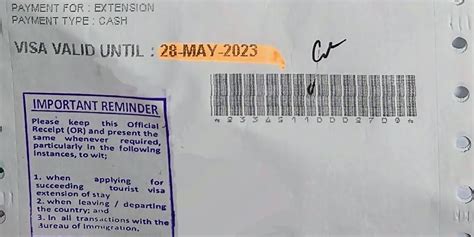 PAYMENT FOR : EXTENSION
PAYMENT TYPE : CASH
VISA VALID UNTIL : 28-MAY-2023
IMPORTANT REMINDER
Please keep this Official
Receipt (OR) and present the
same whenever required,
particularly in the following
instances, to wit;
1. when applying for
succeeding tourist visa
extension of stay
2. when leaving / departing
the country; and
3. In all transactions with the
Bureau of Immigration.